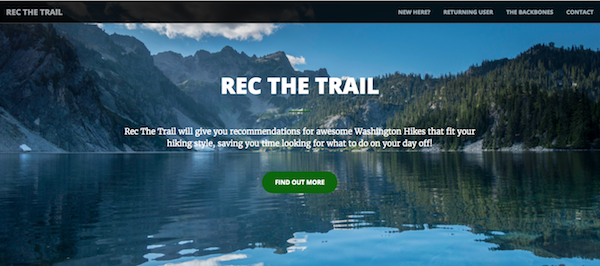 REC THE TRAIL
NEW HERE?
RETURNING USER
THE BACKBONES
CONTACT
REC THE TRAIL
Rec The Trail will give you recommendations for awesome Washington Hikes that fit your
hiking style, saving you time looking for what to do on your day off!
FIND OUT MORE